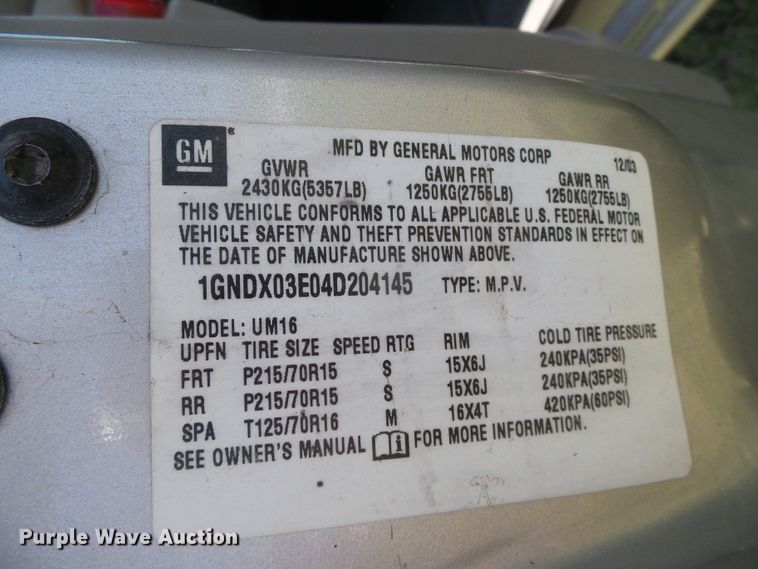 GM
MFD BY GENERAL MOTORS CORP 12/03
GVWR GAWR FRT GAWR RR
2430KG(5357LB) 1250KG(2755LB) 1250KG(2755LB)
THIS VEHICLE CONFORMS TO ALL APPLICABLE U.S. FEDERAL MOTOR
VEHICLE SAFETY AND THEFT PREVENTION STANDARDS IN EFFECT ON
THE DATE OF MANUFACTURE SHOWN ABOVE.
1GNDX03E04D204145 TYPE: M.P.V.
MODEL: UM16
UPFN TIRE SIZE SPEED RTG RIM COLD TIRE PRESSURE
FRT P215/70R15 S 15X6J 240KPA(35PSI)
RR P215/70R15 S 15X6J 240KPA(35PSI)
SPA T125/70R16 M 16X4T 420KPA(60PSI)
SEE OWNER'S MANUAL i FOR MORE INFORMATION.
Purple Wave Auction